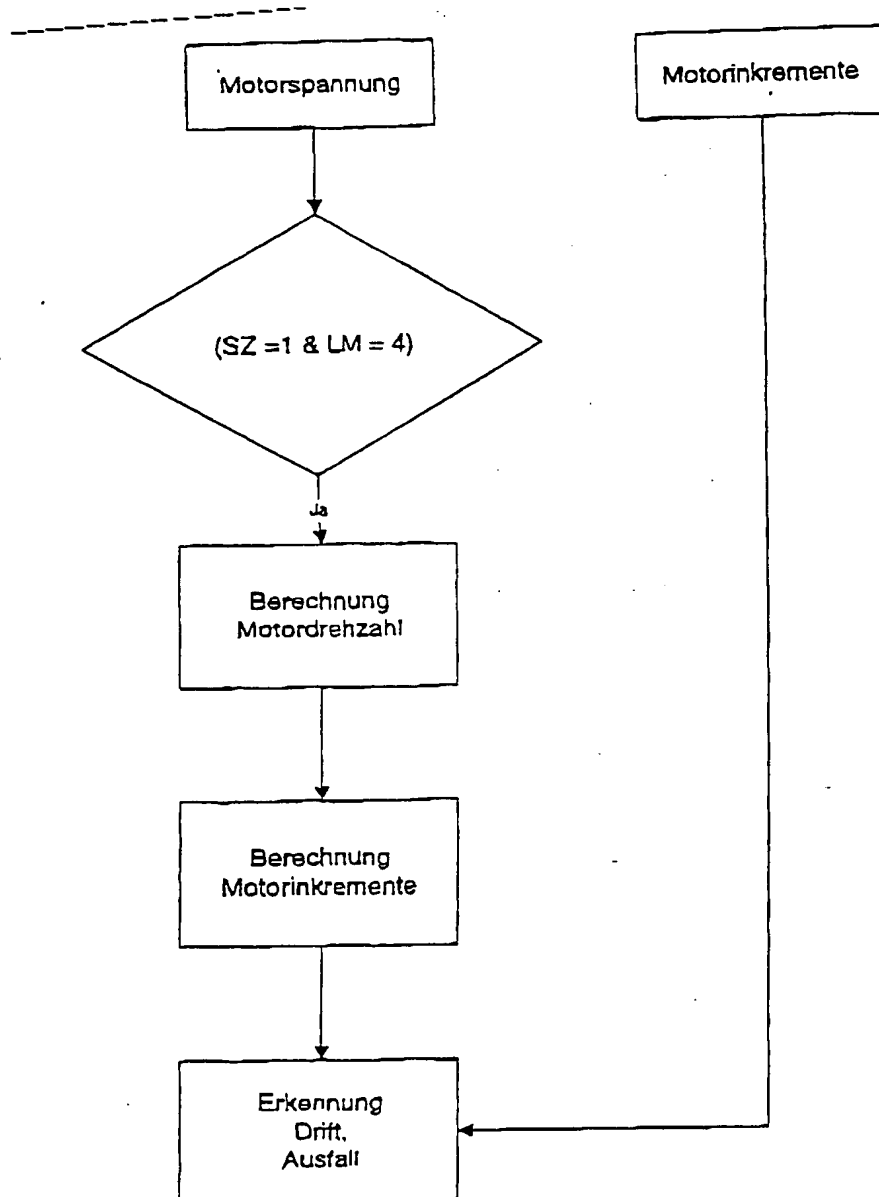 Motorspannung
Motorinkremente
(SZ =1 & LM = 4)
Ja
Berechnung
Motordrehzahl
Berechnung
Motorinkremente
Erkennung
Drift,
Ausfall